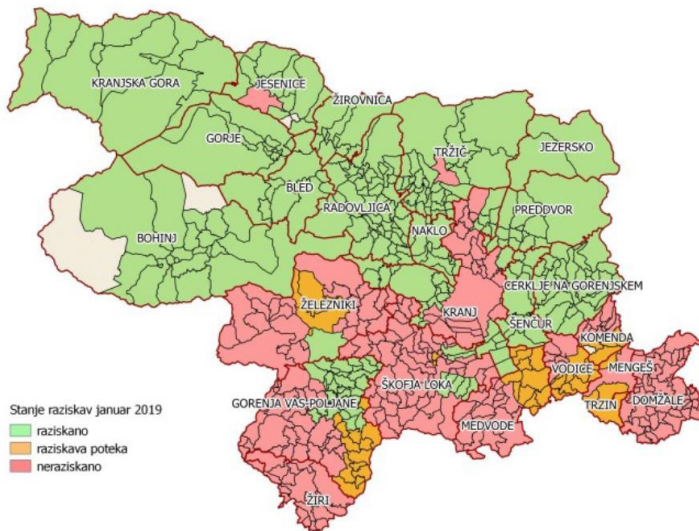 KRANJSKA GORA
JESENICE
ŽIROVNICA
GORJE
TRŽIČ
JEZERSKO
BLED
RADOVLJICA
PREDDVOR
NAKLO
BOHINJ
CERKLJE NA GORENJSKEM
ŽELEZNIKI
KRANJ
ŠENČUR
KOMENDA
VODICE
MENGEŠ
ŠKOFJA LOKA
GORENJA VAS-POLJANE
TRZIN
DOMŽALE
MEDVODE
ŽIRI
Stanje raziskav januar 2019
raziskano
raziskava poteka
neraziskano